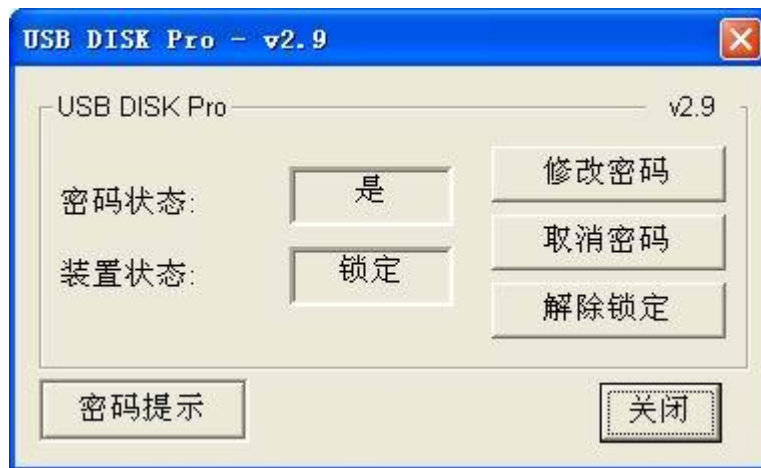 USB DISK Pro - v2.9
USB DISK Pro v2.9
密码状态: 是
装置状态: 锁定
修改密码
取消密码
解除锁定
密码提示
关闭